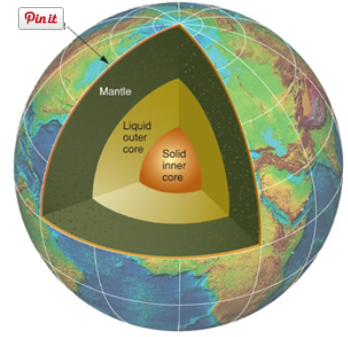 Pin it
Mantle
Liquid
outer
core
Solid
inner
core